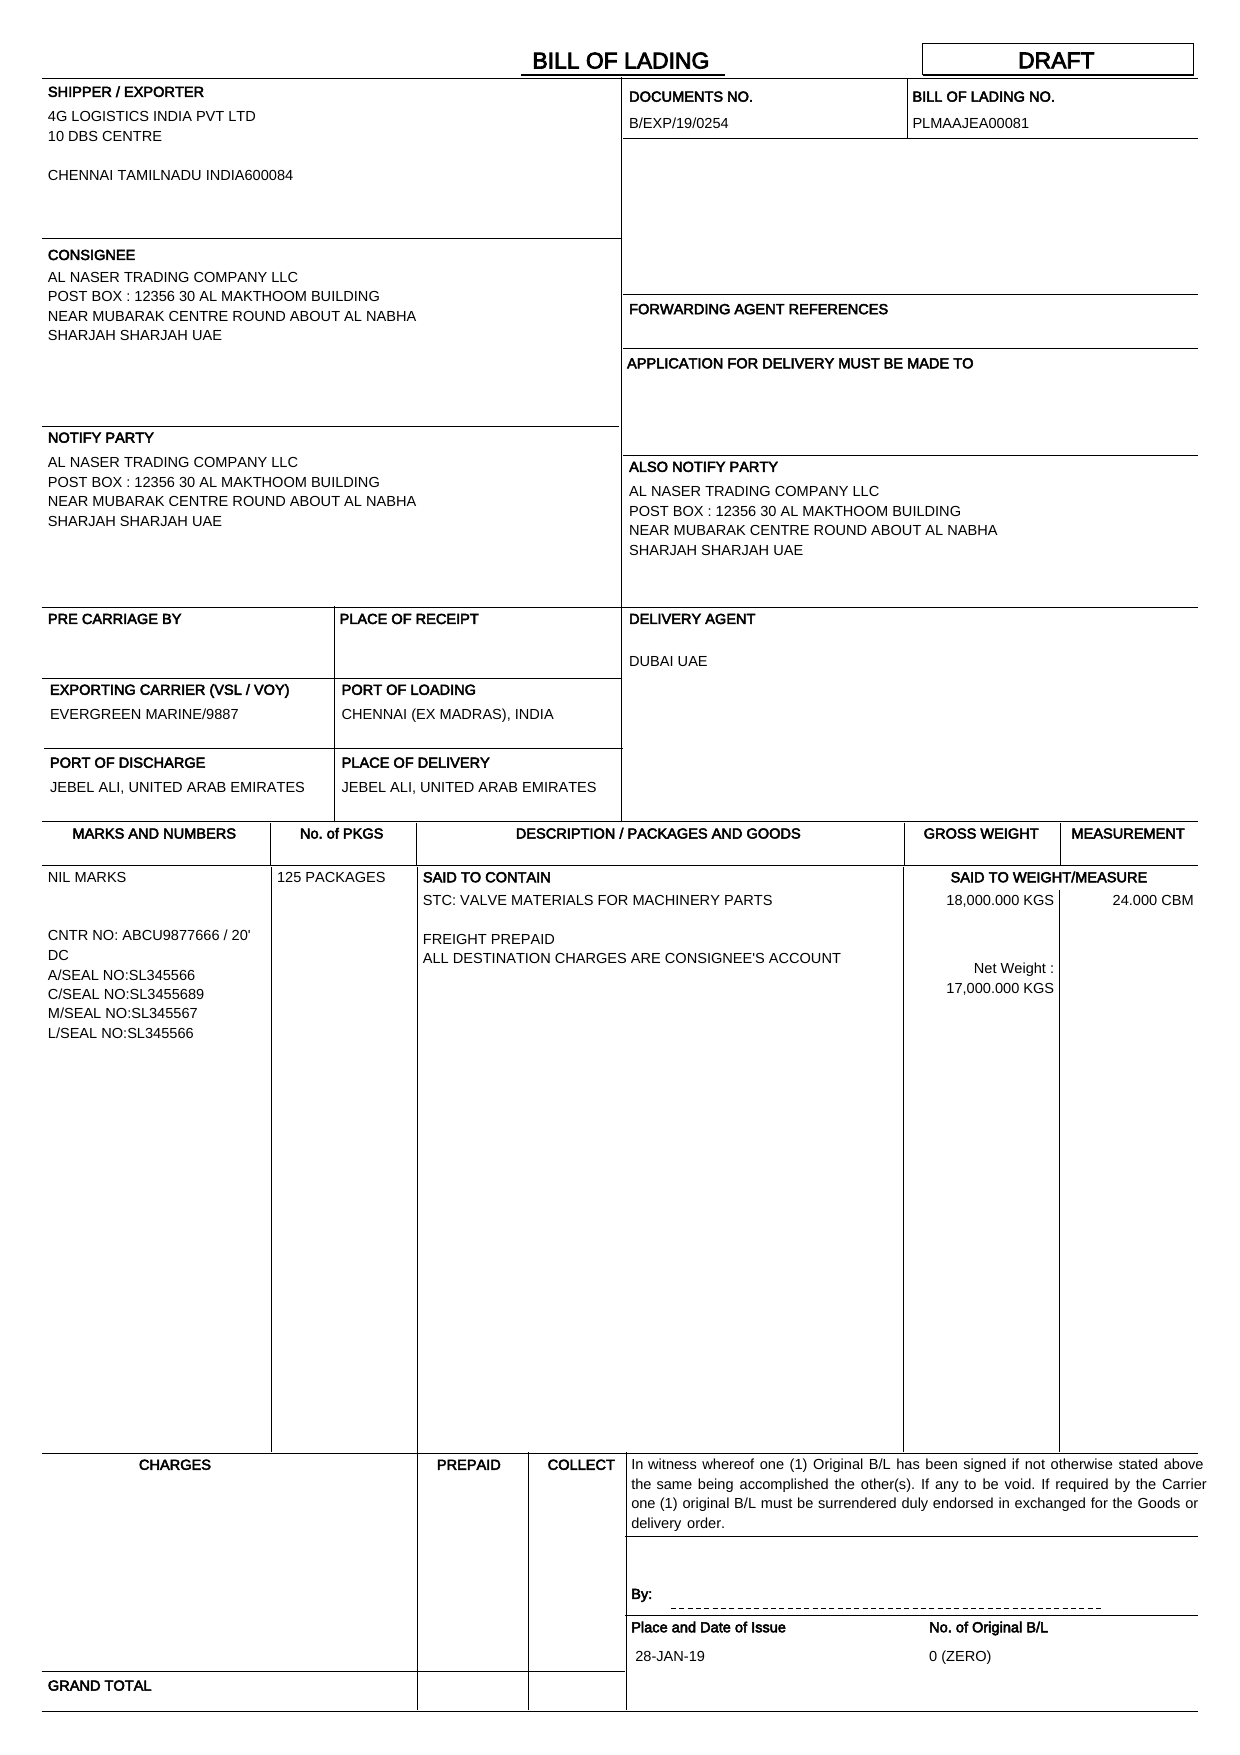 BILL OF LADING
DRAFT
SHIPPER / EXPORTER
4G LOGISTICS INDIA PVT LTD
10 DBS CENTRE
CHENNAI TAMILNADU INDIA600084
DOCUMENTS NO.
B/EXP/19/0254
BILL OF LADING NO.
PLMAAJEA00081
CONSIGNEE
AL NASER TRADING COMPANY LLC
POST BOX : 12356 30 AL MAKTHOOM BUILDING
NEAR MUBARAK CENTRE ROUND ABOUT AL NABHA
SHARJAH SHARJAH UAE
FORWARDING AGENT REFERENCES
APPLICATION FOR DELIVERY MUST BE MADE TO
NOTIFY PARTY
AL NASER TRADING COMPANY LLC
POST BOX : 12356 30 AL MAKTHOOM BUILDING
NEAR MUBARAK CENTRE ROUND ABOUT AL NABHA
SHARJAH SHARJAH UAE
ALSO NOTIFY PARTY
AL NASER TRADING COMPANY LLC
POST BOX : 12356 30 AL MAKTHOOM BUILDING
NEAR MUBARAK CENTRE ROUND ABOUT AL NABHA
SHARJAH SHARJAH UAE
PRE CARRIAGE BY
PLACE OF RECEIPT
DELIVERY AGENT
DUBAI UAE
EXPORTING CARRIER (VSL / VOY)
EVERGREEN MARINE/9887
PORT OF LOADING
CHENNAI (EX MADRAS), INDIA
PORT OF DISCHARGE
JEBEL ALI, UNITED ARAB EMIRATES
PLACE OF DELIVERY
JEBEL ALI, UNITED ARAB EMIRATES
MARKS AND NUMBERS
No. of PKGS
DESCRIPTION / PACKAGES AND GOODS
GROSS WEIGHT
MEASUREMENT
NIL MARKS
CNTR NO: ABCU9877666 / 20'
DC
A/SEAL NO:SL345566
C/SEAL NO:SL3455689
M/SEAL NO:SL345567
L/SEAL NO:SL345566
125 PACKAGES
SAID TO CONTAIN
STC: VALVE MATERIALS FOR MACHINERY PARTS
FREIGHT PREPAID
ALL DESTINATION CHARGES ARE CONSIGNEE'S ACCOUNT
SAID TO WEIGHT/MEASURE
18,000.000 KGS
24.000 CBM
Net Weight :
17,000.000 KGS
CHARGES
PREPAID
COLLECT
In witness whereof one (1) Original B/L has been signed if not otherwise stated above
the same being accomplished the other(s). If any to be void. If required by the Carrier
one (1) original B/L must be surrendered duly endorsed in exchanged for the Goods or
delivery order.
By:
Place and Date of Issue
28-JAN-19
No. of Original B/L
0 (ZERO)
GRAND TOTAL